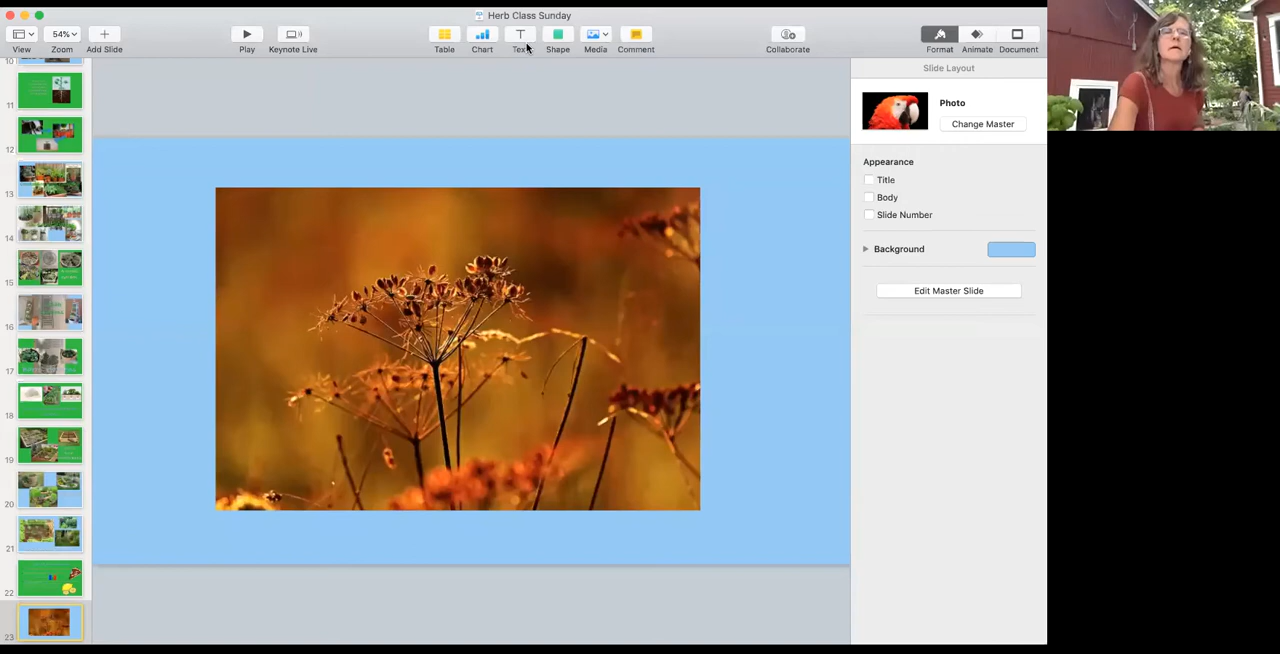 Herb Class Sunday
54%
View
Zoom
Add Slide
Play
Keynote Live
Table
Chart
Text
Shape
Media
Comment
Collaborate
Format
Animate
Document
Slide Layout
Photo
Change Master
Appearance
Title
Body
Slide Number
Background
Edit Master Slide
10
11
12
13
14
15
16
17
18
19
20
21
22
23